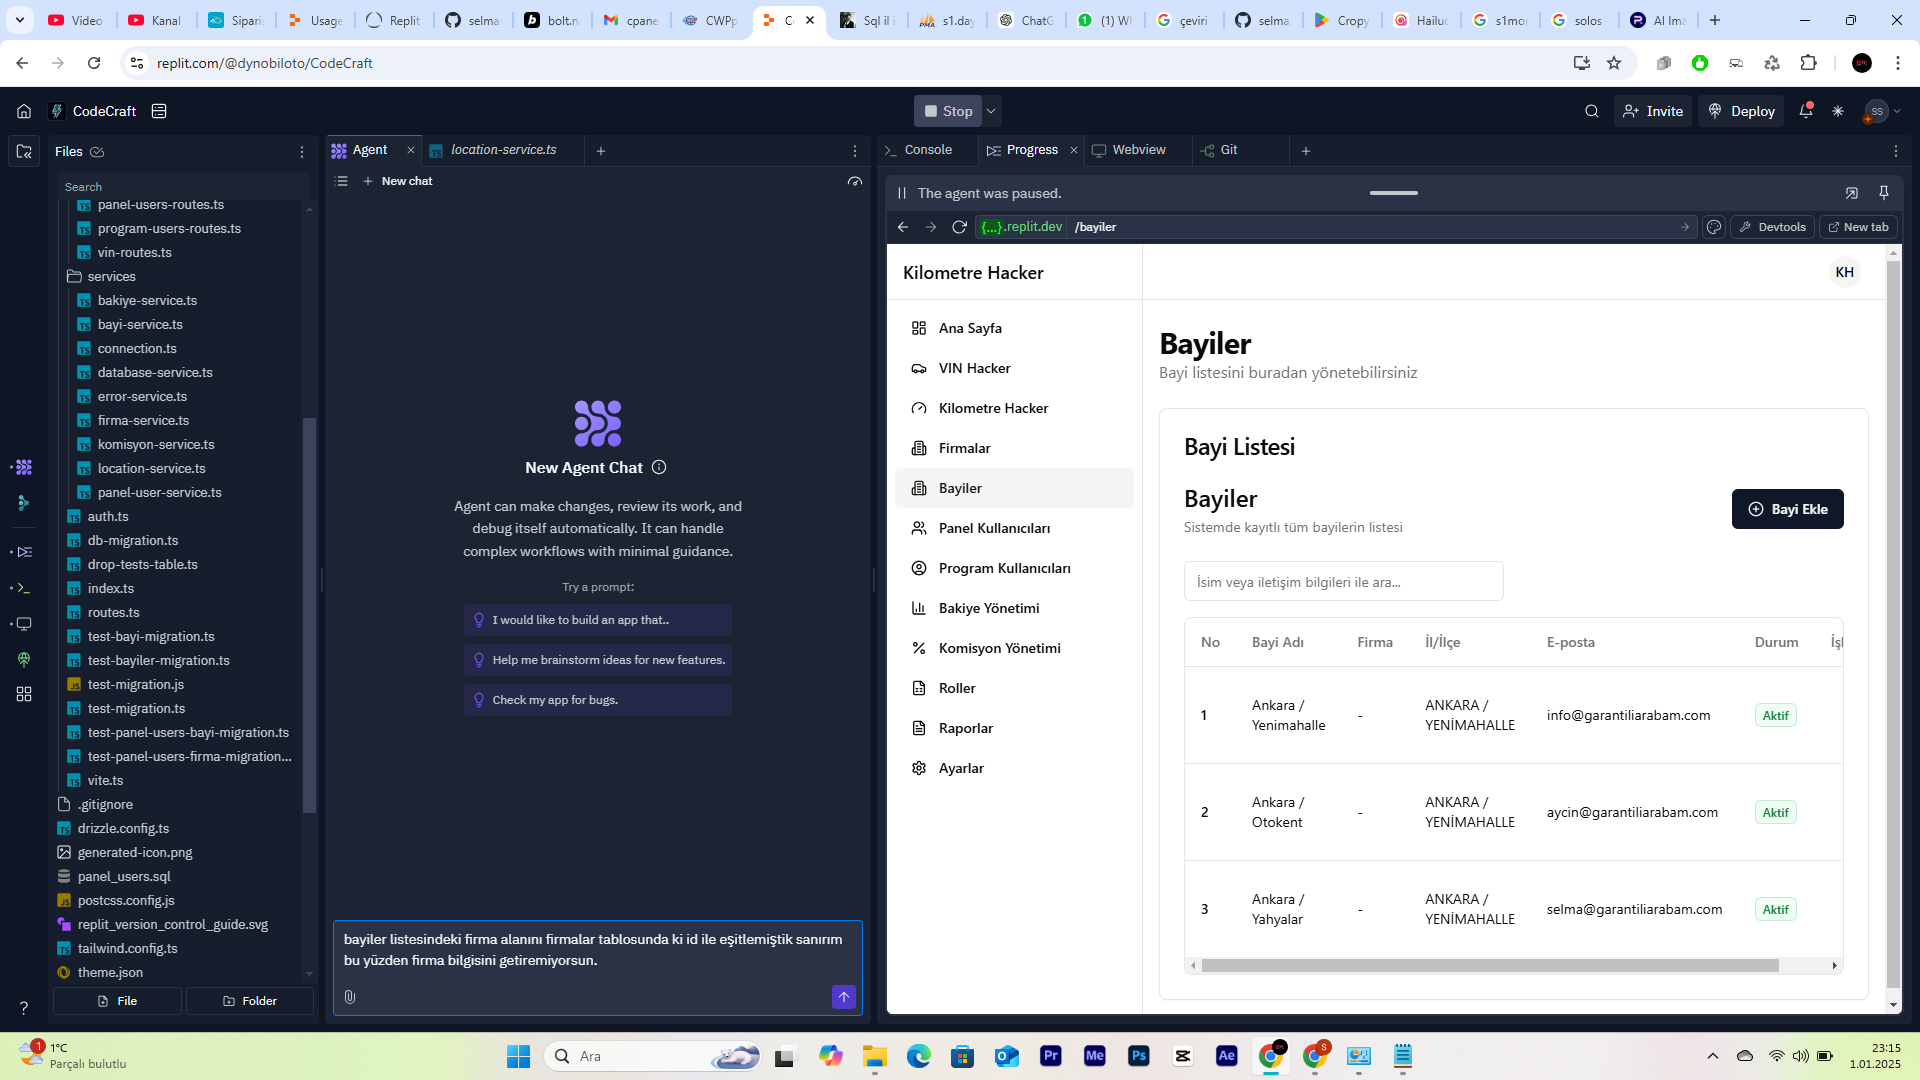 Video
Kanal
Sipari
Usage
Replit
selma
bolt.n
cpane
CWPp
C
Sql il i
s1.day
ChatG
(1) W
çeviri
selma
Cropy
Hailuo
s1mo
solos
AI Ima
replit.com/@dynobiloto/CodeCraft
CodeCraft
Stop
Invite
Deploy
SS
Files
Agent
location-service.ts
Console
Progress
Webview
Git
Search
New chat
The agent was paused.
{...}.replit.dev
/bayiler
Devtools
New tab
panel-users-routes.ts
program-users-routes.ts
vin-routes.ts
services
bakiye-service.ts
bayi-service.ts
connection.ts
database-service.ts
error-service.ts
firma-service.ts
komisyon-service.ts
location-service.ts
panel-user-service.ts
auth.ts
db-migration.ts
drop-tests-table.ts
index.ts
routes.ts
test-bayi-migration.ts
test-bayiler-migration.ts
test-migration.js
test-migration.ts
test-panel-users-bayi-migration.ts
test-panel-users-firma-migration...
vite.ts
.gitignore
drizzle.config.ts
generated-icon.png
panel_users.sql
postcss.config.js
replit_version_control_guide.svg
tailwind.config.ts
theme.json
File
Folder
New Agent Chat
Agent can make changes, review its work, and
debug itself automatically. It can handle
complex workflows with minimal guidance.
Try a prompt:
I would like to build an app that..
Help me brainstorm ideas for new features.
Check my app for bugs.
bayiler listesindeki firma alanını firmalar tablosunda ki id ile eşitlemiştik sanırım
bu yüzden firma bilgisini getiremiyorsun.
Kilometre Hacker
KH
Ana Sayfa
VIN Hacker
Kilometre Hacker
Firmalar
Bayiler
Panel Kullanıcıları
Program Kullanıcıları
Bakiye Yönetimi
Komisyon Yönetimi
Roller
Raporlar
Ayarlar
Bayiler
Bayi listesini buradan yönetebilirsiniz
Bayi Listesi
Bayiler
Sistemde kayıtlı tüm bayilerin listesi
Bayi Ekle
İsim veya iletişim bilgileri ile ara...
No Bayi Adı Firma İl/İlçe E-posta Durum İşl
1 Ankara / Yenimahalle - ANKARA / YENİMAHALLE info@garantiliarabam.com Aktif
2 Ankara / Otokent - ANKARA / YENİMAHALLE aycin@garantiliarabam.com Aktif
3 Ankara / Yahyalar - ANKARA / YENİMAHALLE selma@garantiliarabam.com Aktif
1
1°C
Parçalı bulutlu
Ara
Pr
Me
Ps
Ae
S
23:15
1.01.2025